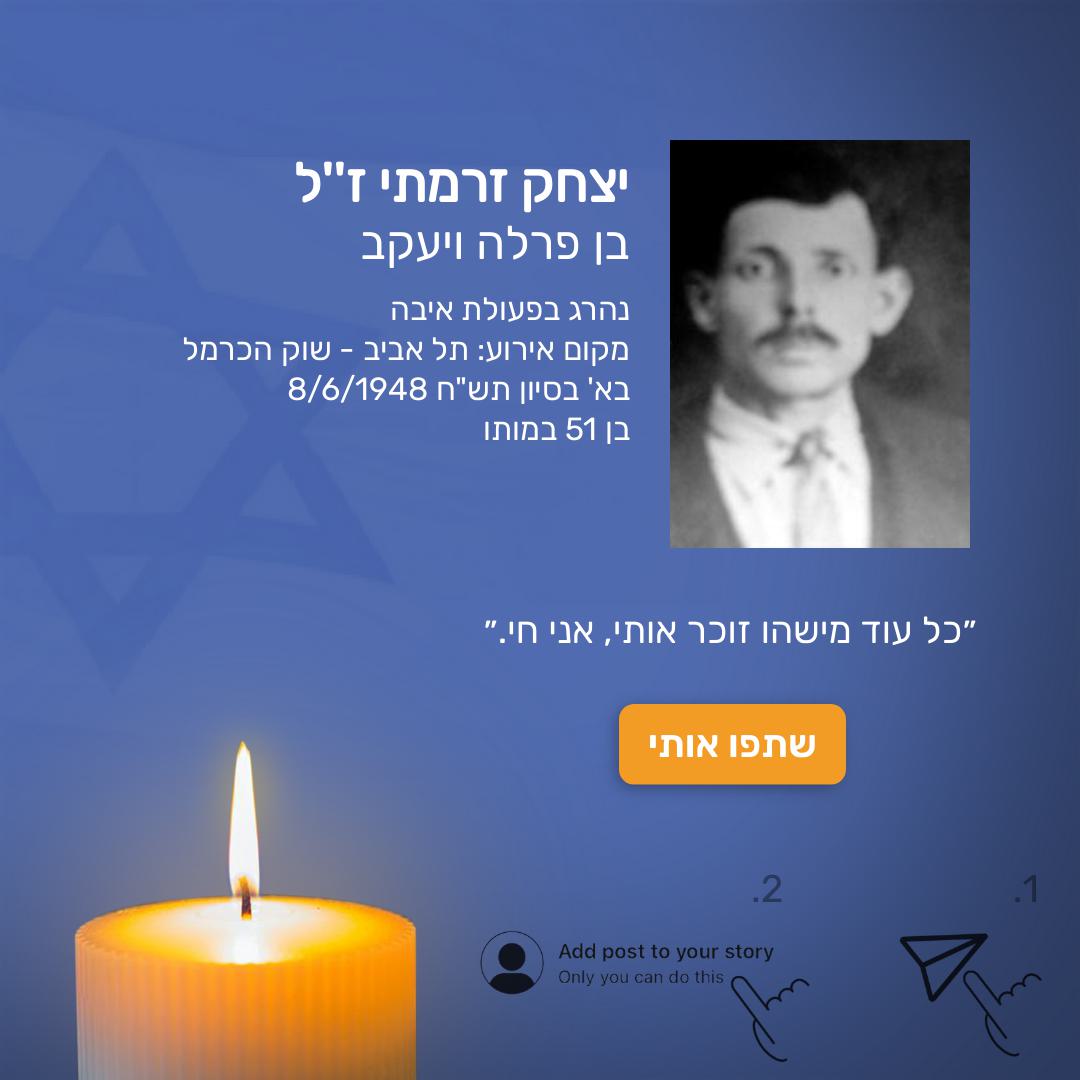 יצחק זרמתי ז"ל
בן פרלה ויעקב
נהרג בפעולת איבה
מקום אירוע: תל אביב - שוק הכרמל
בא' בסיון תש"ח 8/6/1948
בן 51 במותו
״כל עוד מישהו זוכר אותי, אני חי.״
שתפו אותי
1.
2.
Add post to your story
Only you can do this